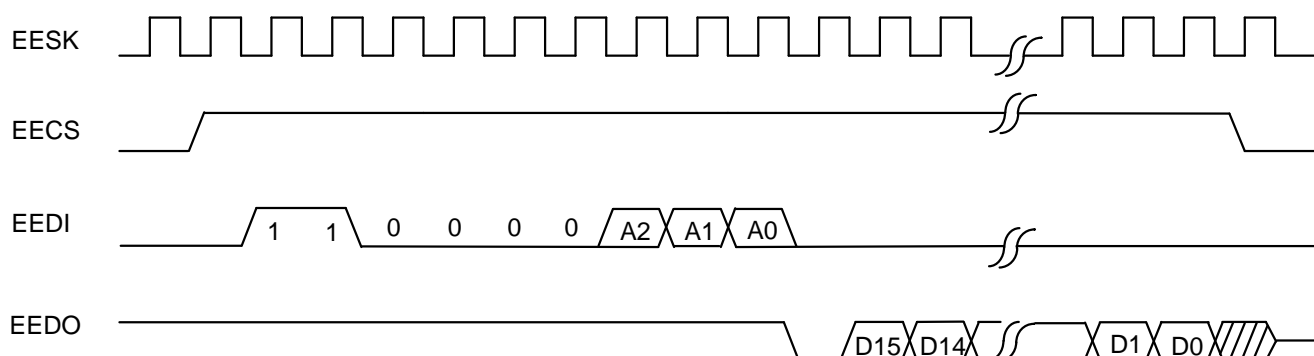 EESK
EECS
EEDI 1 1 0 0 0 0 A2 A1 A0
EEDO D15 D14 D1 D0